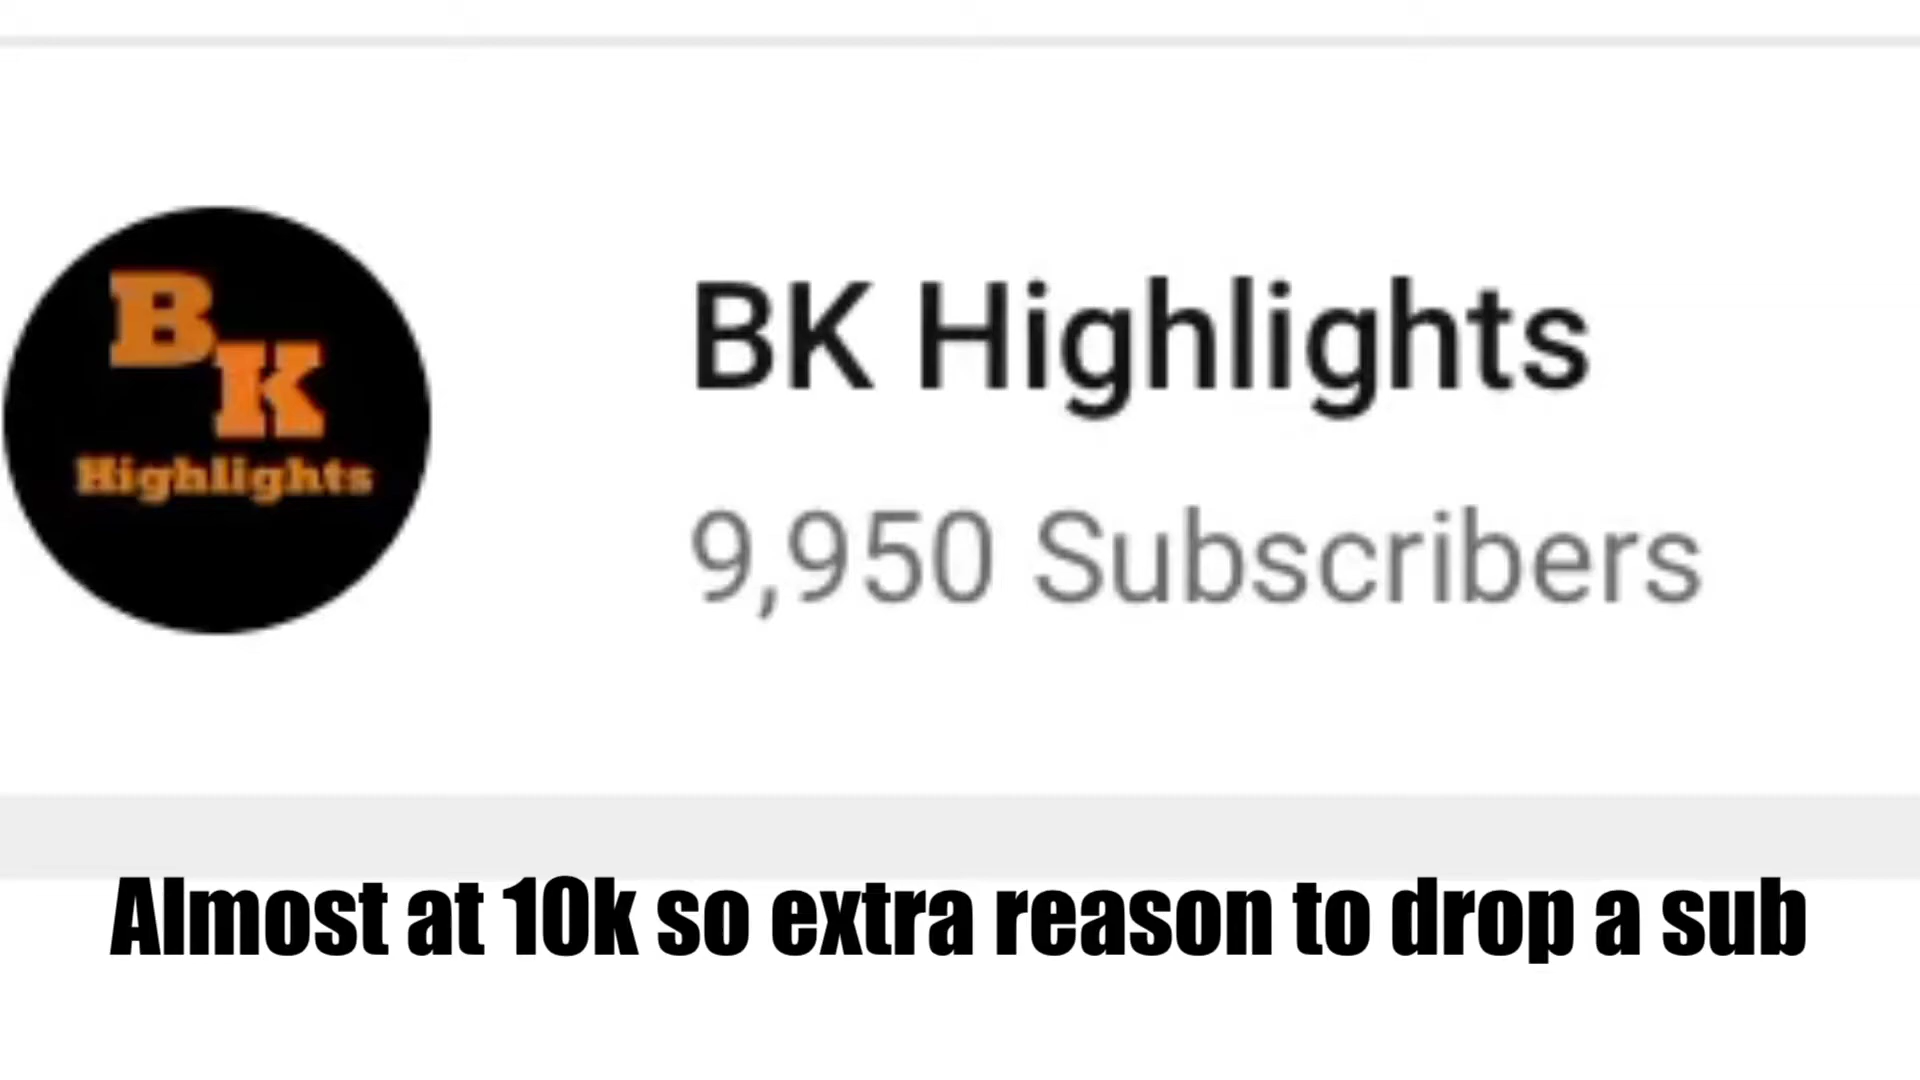 B
K
Highlights
BK Highlights
9,950 Subscribers
Almost at 10k so extra reason to drop a sub